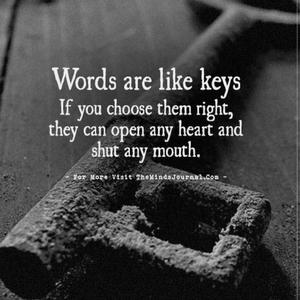 Words are like keys
If you choose them right,
they can open any heart and
shut any mouth.
- For More Visit TheMindsJournal.Com -